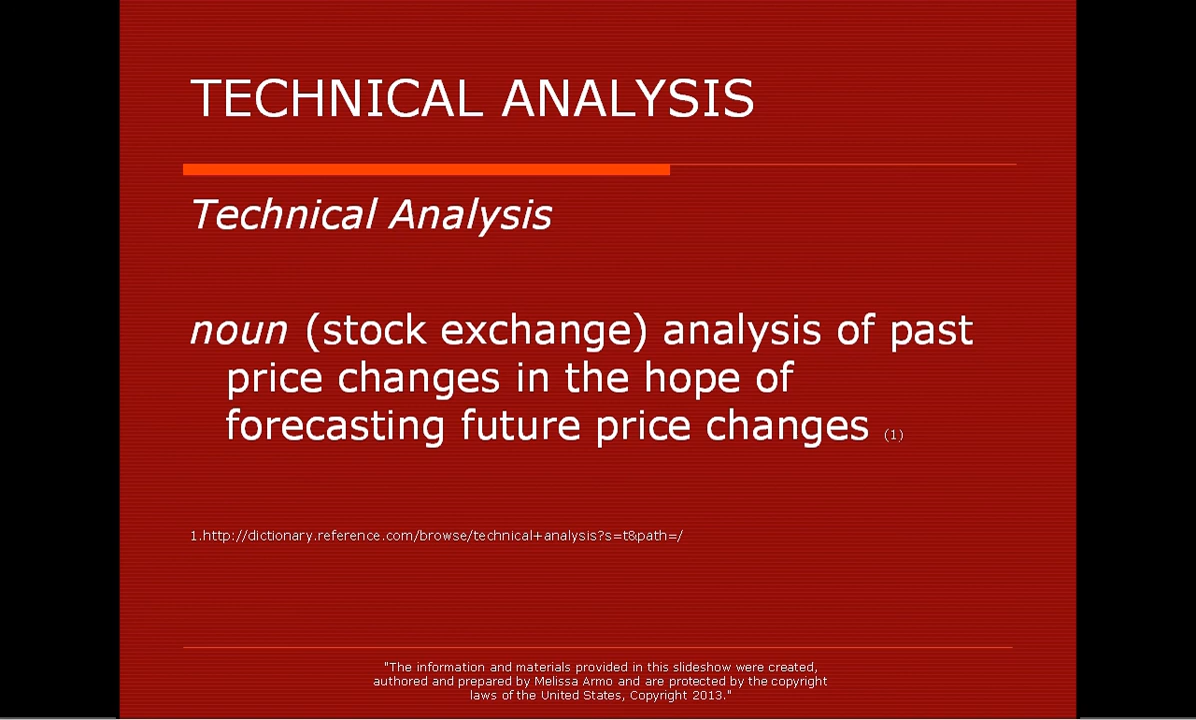 TECHNICAL ANALYSIS
Technical Analysis
noun (stock exchange) analysis of past
price changes in the hope of
forecasting future price changes (1)
1.http://dictionary.reference.com/browse/technical+analysis?s=t&path=/
"The information and materials provided in this slideshow were created,
authored and prepared by Melissa Armo and are protected by the copyright
laws of the United States, Copyright 2013."